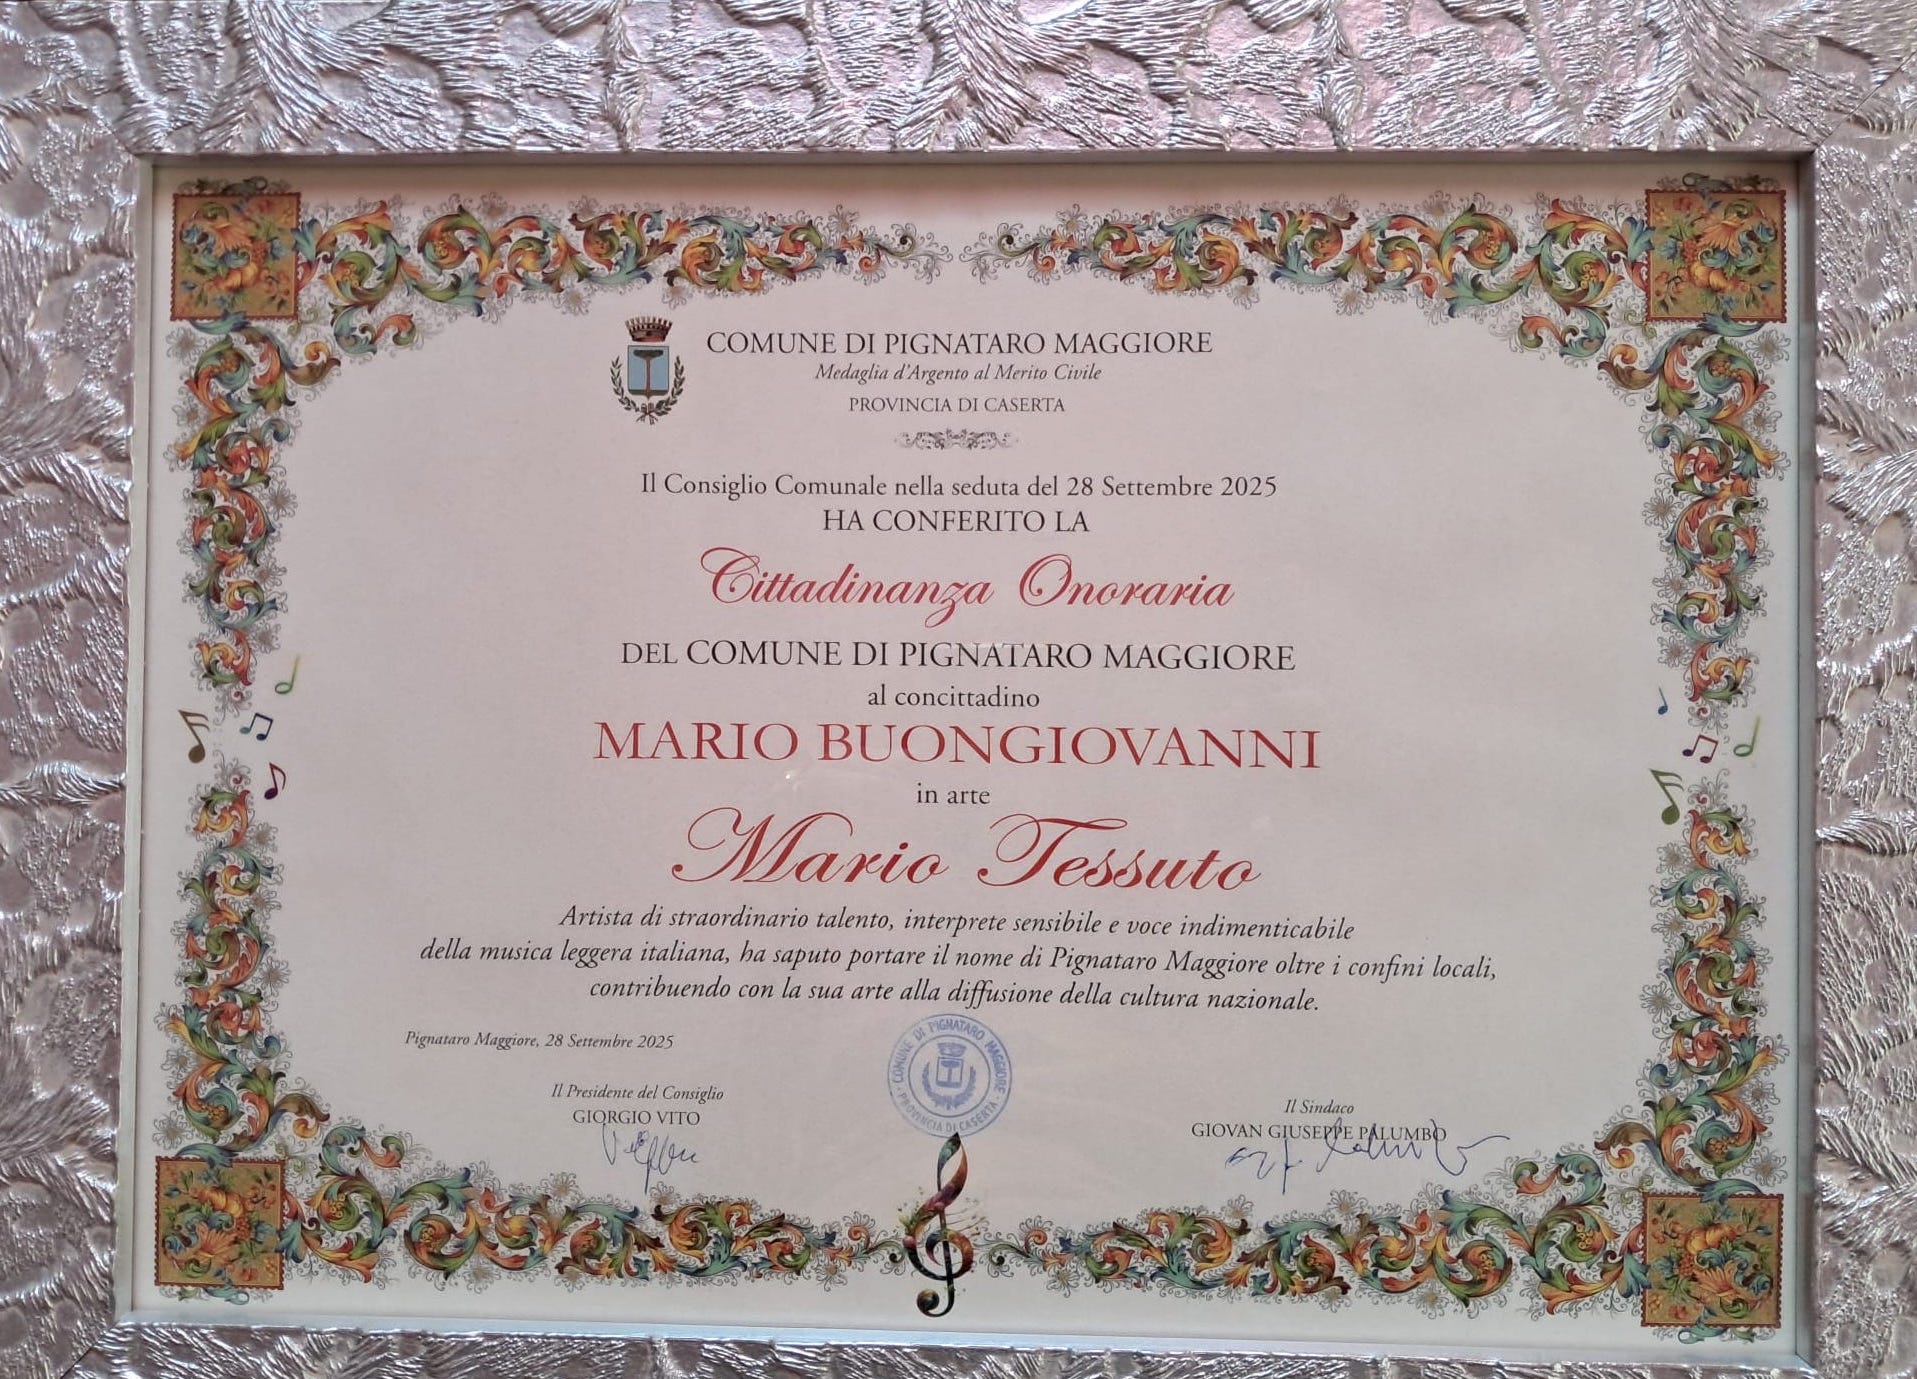 COMUNE DI PIGNATARO MAGGIORE
Medaglia d'Argento al Merito Civile
PROVINCIA DI CASERTA
Il Consiglio Comunale nella seduta del 28 Settembre 2025
HA CONFERITO LA
Cittadinanza Onoraria
DEL COMUNE DI PIGNATARO MAGGIORE
al concittadino
MARIO BUONGIOVANNI
in arte
Mario Tessuto
Artista di straordinario talento, interprete sensibile e voce indimenticabile
della musica leggera italiana, ha saputo portare il nome di Pignataro Maggiore oltre i confini locali,
contribuendo con la sua arte alla diffusione della cultura nazionale.
Pignataro Maggiore, 28 Settembre 2025
COMUNE DI PIGNATARO MAGGIORE
PROVINCIA DI CASERTA
Il Presidente del Consiglio
GIORGIO VITO
Il Sindaco
GIOVAN GIUSEPPE PALUMBO